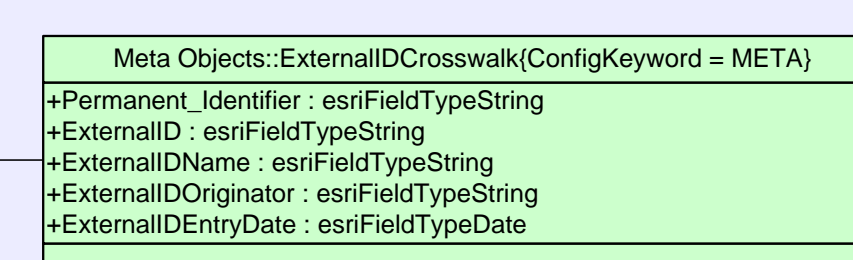 Meta Objects::ExternalIDCrosswalk{ConfigKeyword = META}
+Permanent_Identifier : esriFieldTypeString
+ExternalID : esriFieldTypeString
+ExternalIDName : esriFieldTypeString
+ExternalIDOriginator : esriFieldTypeString
+ExternalIDEntryDate : esriFieldTypeDate